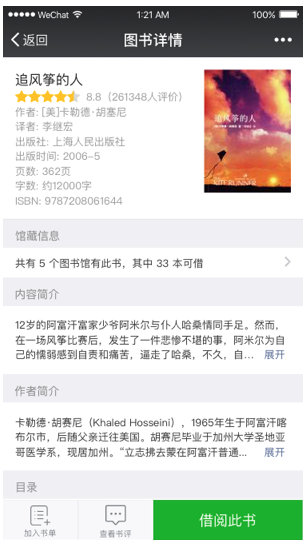 ●●●●● WeChat 1:21 AM 100%
返回 图书详情 •••
追风筝的人
8.8（261348人评价）
作者: [美]卡勒德·胡塞尼
译者: 李继宏
出版社: 上海人民出版社
出版时间: 2006-5
页数: 362页
字数: 约12000字
ISBN: 9787208061644
追风筝的人
馆藏信息
共有 5 个图书馆有此书，其中 33 本可借
内容简介
12岁的阿富汗富家少爷阿米尔与仆人哈桑情同手足。然而，
在一场风筝比赛后，发生了一件悲惨不堪的事，阿米尔为自
己的懦弱感到自责和痛苦，逼走了哈桑，不久，自... 展开
作者简介
卡勒德·胡赛尼（Khaled Hosseini），1965年生于阿富汗喀
布尔市，后随父亲迁往美国。胡赛尼毕业于加州大学圣地亚
哥医学系，现居加州。“立志拂去蒙在阿富汗普通... 展开
目录
加入书单 查看书评 借阅此书